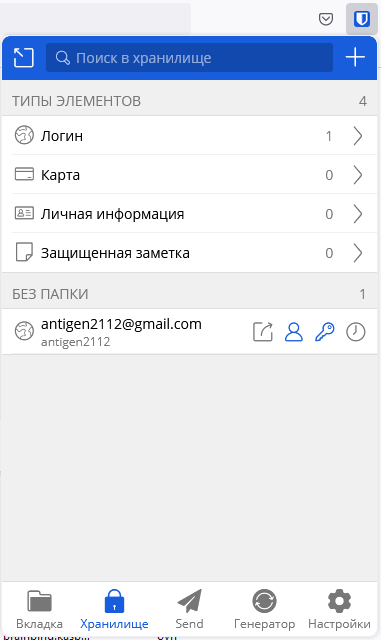 Поиск в хранилище
ТИПЫ ЭЛЕМЕНТОВ 4
Логин 1
Карта 0
Личная информация 0
Защищенная заметка 0
БЕЗ ПАПКИ 1
antigen2112@gmail.com
antigen2112
Вкладка Хранилище Send Генератор Настройки